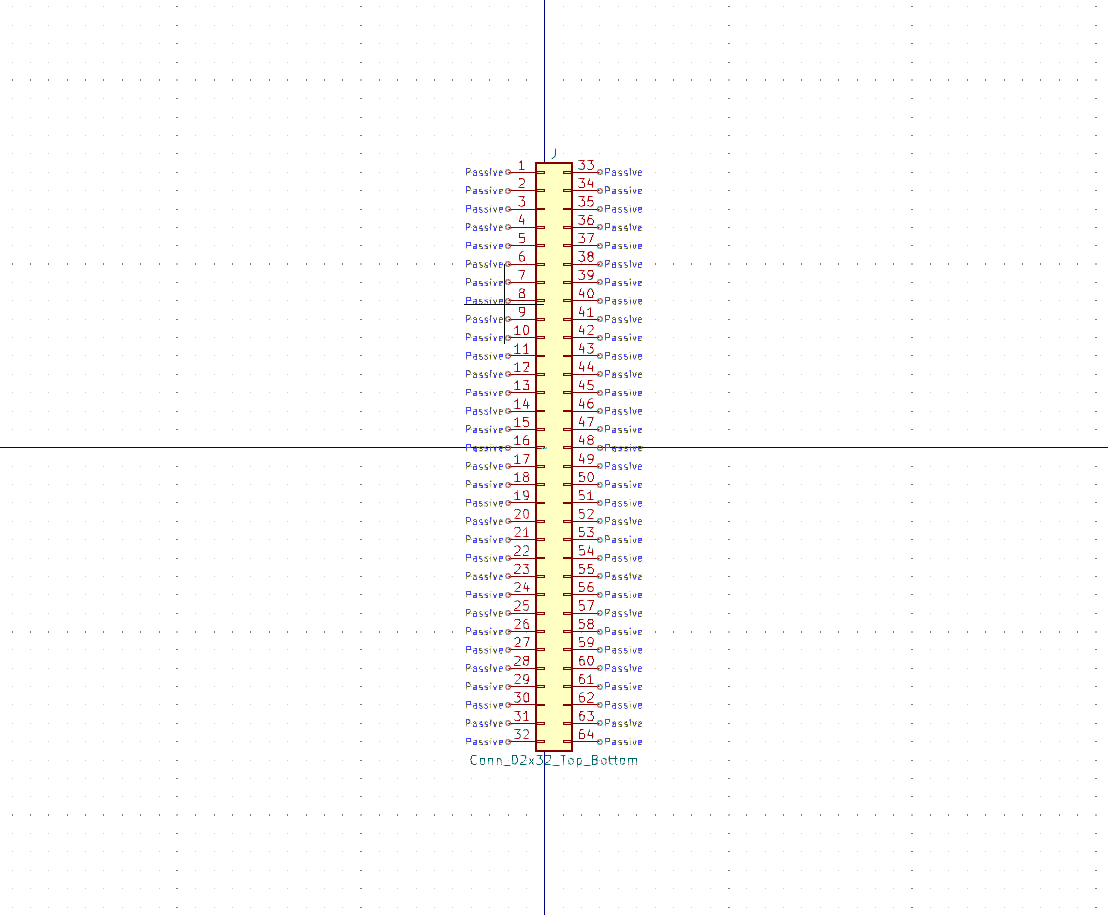 J
Passive 1 33 Passive
Passive 2 34 Passive
Passive 3 35 Passive
Passive 4 36 Passive
Passive 5 37 Passive
Passive 6 38 Passive
Passive 7 39 Passive
Passive 8 40 Passive
Passive 9 41 Passive
Passive 10 42 Passive
Passive 11 43 Passive
Passive 12 44 Passive
Passive 13 45 Passive
Passive 14 46 Passive
Passive 15 47 Passive
Passive 16 48 Passive
Passive 17 49 Passive
Passive 18 50 Passive
Passive 19 51 Passive
Passive 20 52 Passive
Passive 21 53 Passive
Passive 22 54 Passive
Passive 23 55 Passive
Passive 24 56 Passive
Passive 25 57 Passive
Passive 26 58 Passive
Passive 27 59 Passive
Passive 28 60 Passive
Passive 29 61 Passive
Passive 30 62 Passive
Passive 31 63 Passive
Passive 32 64 Passive
Conn_02x32_Top_Bottom